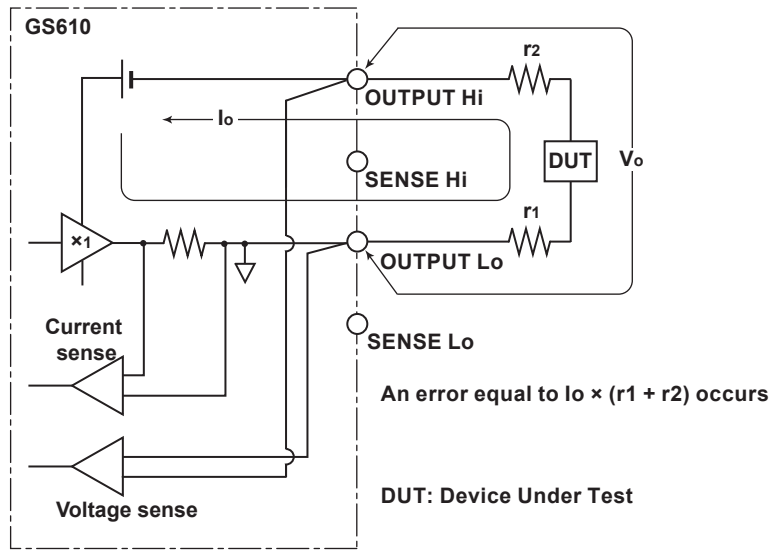 GS610
r2
OUTPUT Hi
Io
DUT
Vo
SENSE Hi
×1
r1
OUTPUT Lo
Current
sense
SENSE Lo
An error equal to Io × (r1 + r2) occurs
Voltage sense
DUT: Device Under Test